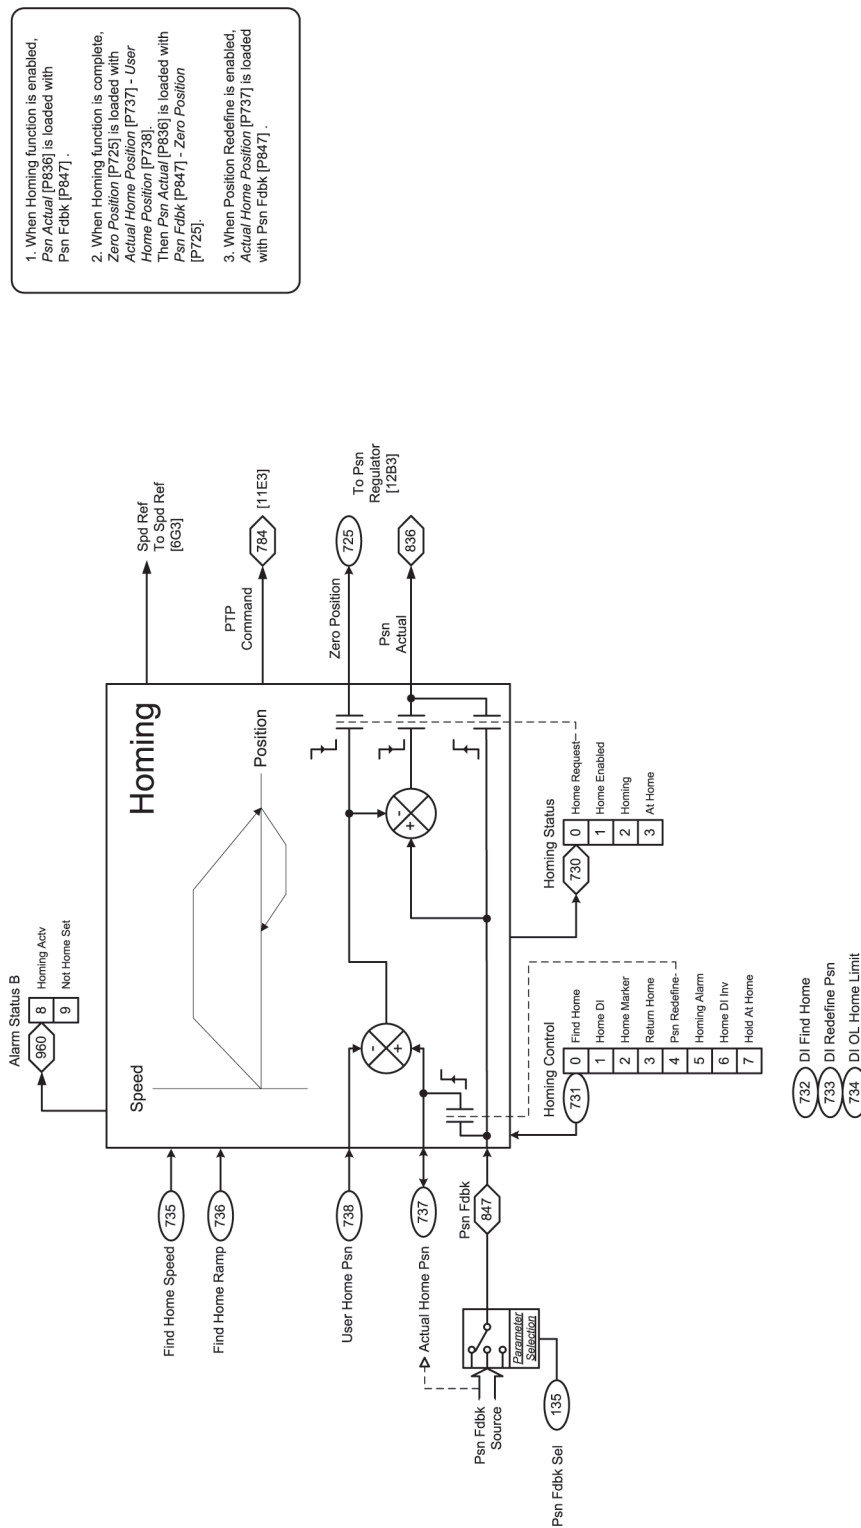 Homing
Speed
Position
Alarm Status B
960
8 Homing Actv
9 Not Home Set
Find Home Speed
735
Find Home Ramp
736
User Home Psn
738
Actual Home Psn
737
Psn Fdbk
847
Psn Fdbk
Source
Parameter
Selection
Psn Fdbk Sel
135
-
+
-
+
Spd Ref
To Spd Ref
[6G3]
PTP
Command
784
[11E3]
Zero Position
725
To Psn
Regulator
[12B3]
Psn
Actual
836
Homing Control
731
0 Find Home
1 Home DI
2 Home Marker
3 Return Home
4 Psn Redefine
5 Homing Alarm
6 Home DI Inv
7 Hold At Home
Homing Status
730
0 Home Request
1 Home Enabled
2 Homing
3 At Home
732 DI Find Home
733 DI Redefine Psn
734 DI OL Home Limit
1. When Homing function is enabled,
Psn Actual [P836] is loaded with
Psn Fdbk [P847] .
2. When Homing function is complete,
Zero Position [P725] is loaded with
Actual Home Position [P737] - User
Home Position [P738].
Then Psn Actual [P836] is loaded with
Psn Fdbk [P847] - Zero Position
[P725].
3. When Position Redefine is enabled,
Actual Home Position [P737] is loaded
with Psn Fdbk [P847] .